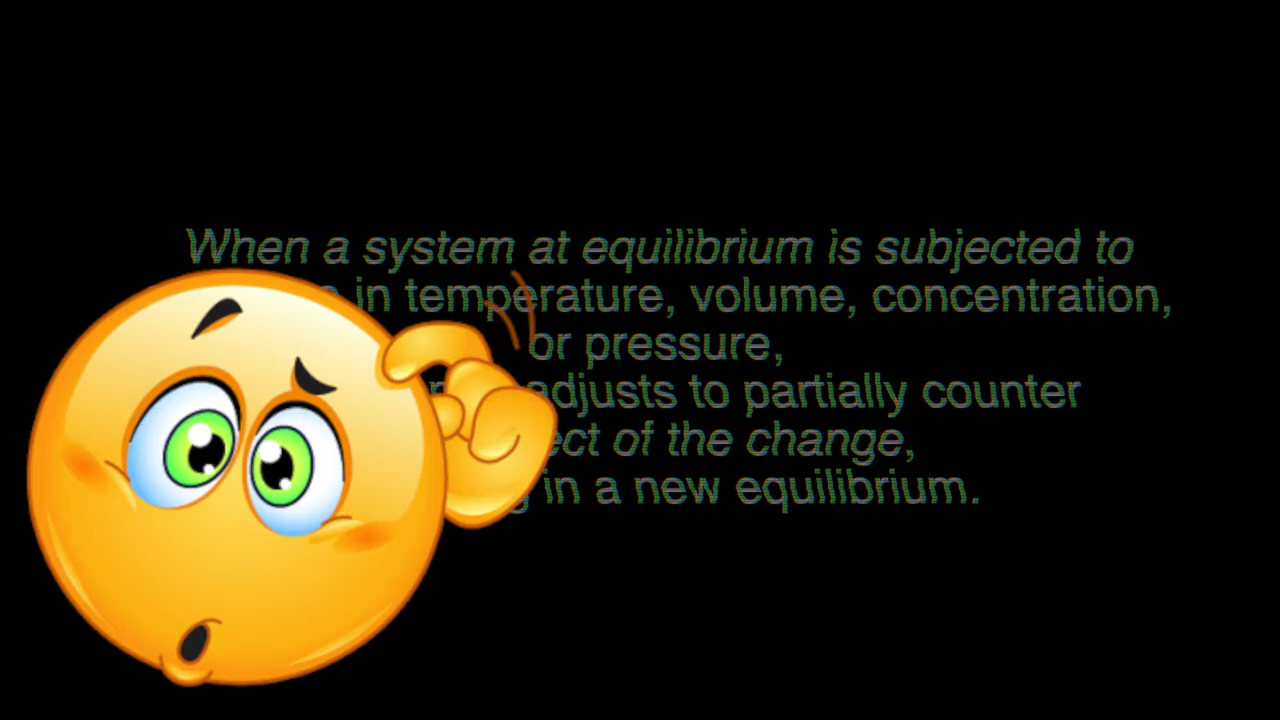 When a system at equilibrium is subjected to
in temperature, volume, concentration,
or pressure,
adjusts to partially counter
of the change,
in a new equilibrium.